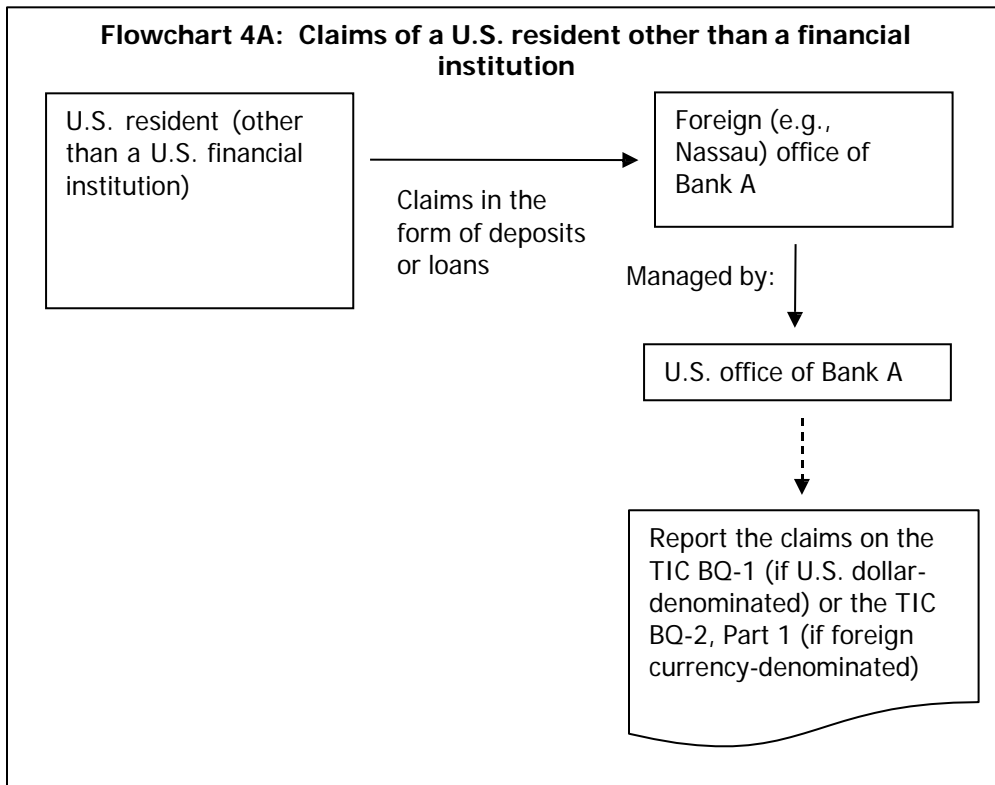 Flowchart 4A: Claims of a U.S. resident other than a financial
institution
U.S. resident (other
than a U.S. financial
institution)
Claims in the
form of deposits
or loans
Foreign (e.g.,
Nassau) office of
Bank A
Managed by:
U.S. office of Bank A
Report the claims on the
TIC BQ-1 (if U.S. dollar-
denominated) or the TIC
BQ-2, Part 1 (if foreign
currency-denominated)